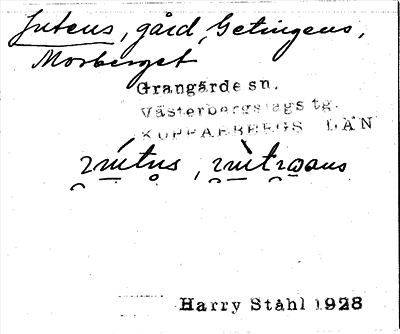 Juteus, gård, Getingens,
Morberget
Grangärde sn.
Västerbergslags tg.
KOPPARBERGS LÄN
Harry Ståhl 1928